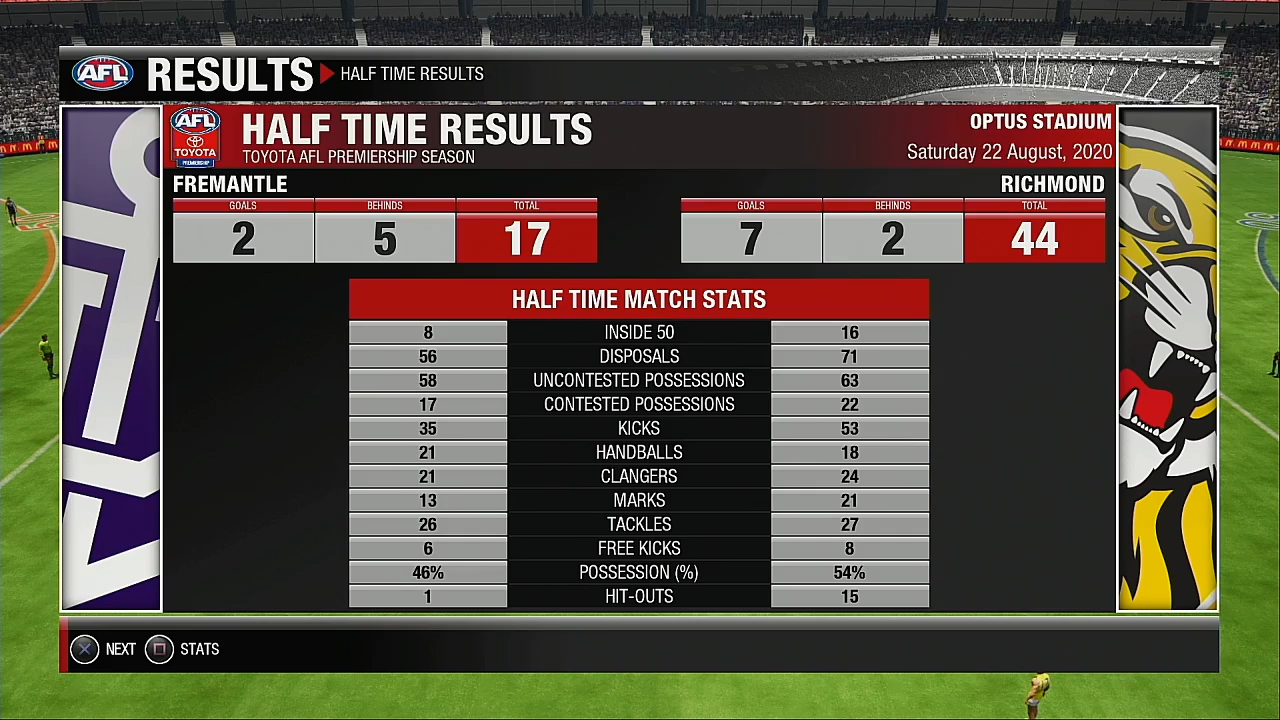 AFL RESULTS HALF TIME RESULTS
AFL TOYOTA PREMIERSHIP
HALF TIME RESULTS
TOYOTA AFL PREMIERSHIP SEASON
OPTUS STADIUM
Saturday 22 August, 2020
FREMANTLE RICHMOND
GOALS BEHINDS TOTAL GOALS BEHINDS TOTAL
2 5 17 7 2 44
HALF TIME MATCH STATS
8 INSIDE 50 16
56 DISPOSALS 71
58 UNCONTESTED POSSESSIONS 63
17 CONTESTED POSSESSIONS 22
35 KICKS 53
21 HANDBALLS 18
21 CLANGERS 24
13 MARKS 21
26 TACKLES 27
6 FREE KICKS 8
46% POSSESSION (%) 54%
1 HIT-OUTS 15
NEXT STATS